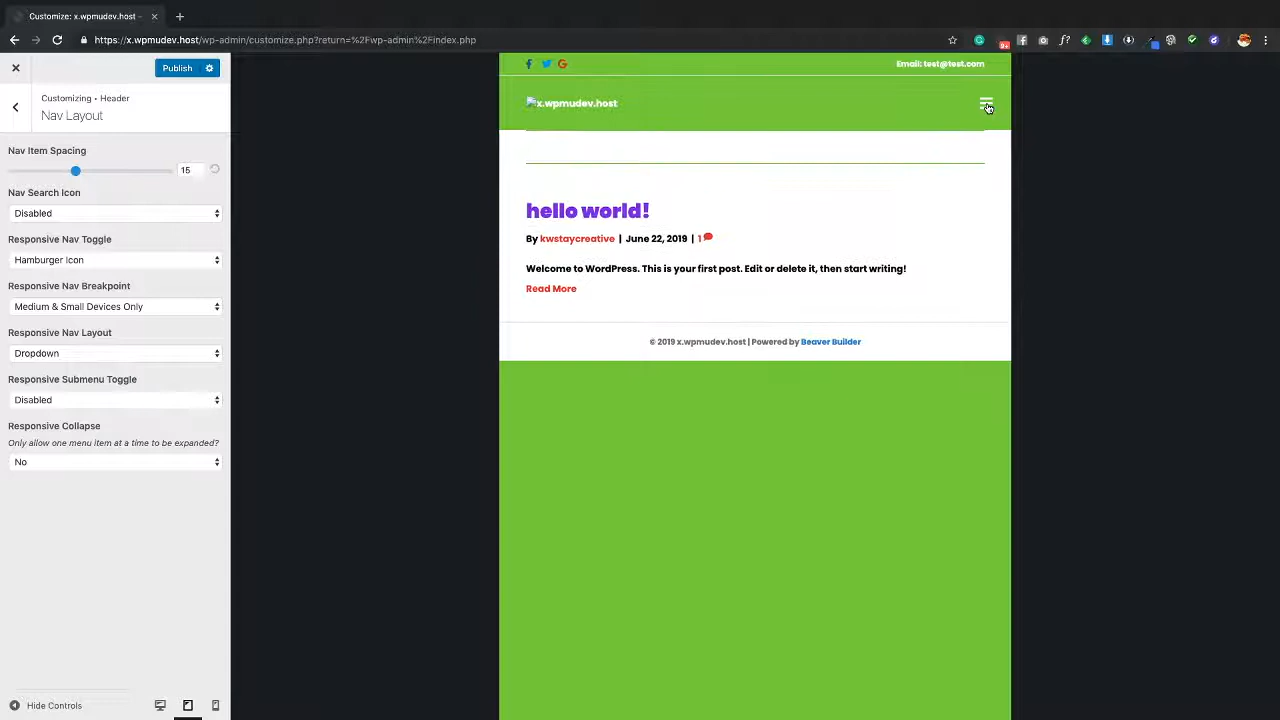 Customize: x.wpmudev.host
https://x.wpmudev.host/wp-admin/customize.php?return=%2Fwp-admin%2Findex.php
Publish
Customizing • Header
Nav Layout
Nav Item Spacing
15
Nav Search Icon
Disabled
Responsive Nav Toggle
Hamburger Icon
Responsive Nav Breakpoint
Medium & Small Devices Only
Responsive Nav Layout
Dropdown
Responsive Submenu Toggle
Disabled
Responsive Collapse
Only allow one menu item at a time to be expanded?
No
Hide Controls
Email: test@test.com
x.wpmudev.host
hello world!
By kwstaycreative | June 22, 2019 | 1
Welcome to WordPress. This is your first post. Edit or delete it, then start writing!
Read More
© 2019 x.wpmudev.host | Powered by Beaver Builder